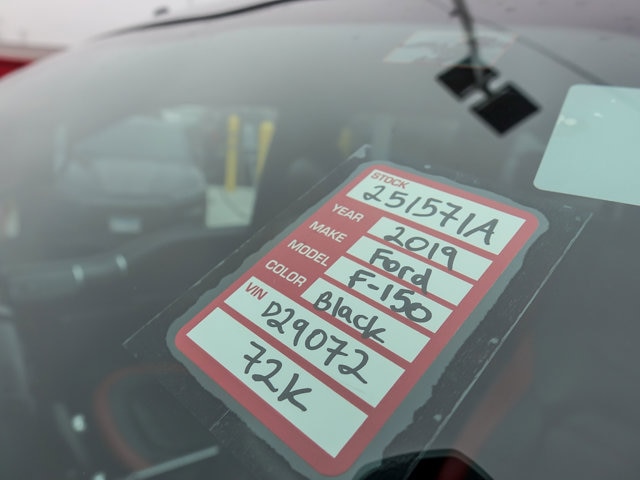 STOCK
251571A
YEAR 2019
MAKE Ford
MODEL F-150
COLOR Black
VIN D29072
72K